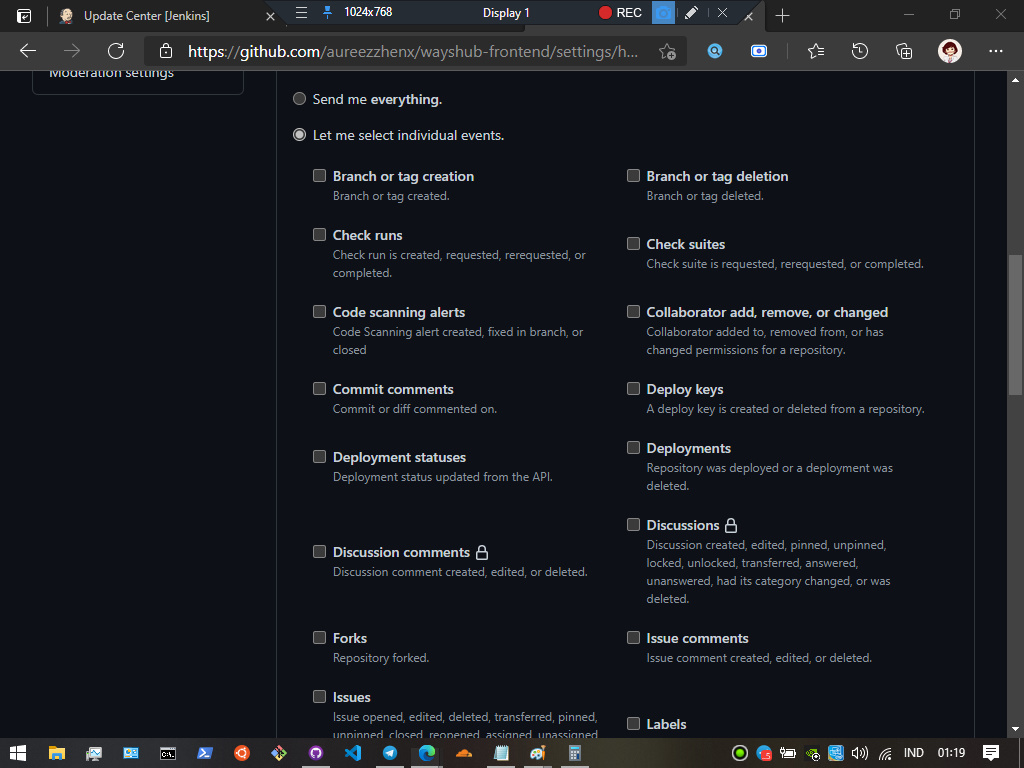 Update Center [Jenkins]
1024x768
Display 1
REC
https://github.com/aureezzhenx/wayshub-frontend/settings/h...
Moderation settings
Send me everything.
Let me select individual events.
Branch or tag creation
Branch or tag created.
Branch or tag deletion
Branch or tag deleted.
Check runs
Check run is created, requested, rerequested, or
completed.
Check suites
Check suite is requested, rerequested, or completed.
Code scanning alerts
Code Scanning alert created, fixed in branch, or
closed
Collaborator add, remove, or changed
Collaborator added to, removed from, or has
changed permissions for a repository.
Commit comments
Commit or diff commented on.
Deploy keys
A deploy key is created or deleted from a repository.
Deployment statuses
Deployment status updated from the API.
Deployments
Repository was deployed or a deployment was
deleted.
Discussion comments
Discussion comment created, edited, or deleted.
Discussions
Discussion created, edited, pinned, unpinned,
locked, unlocked, transferred, answered,
unanswered, had its category changed, or was
deleted.
Forks
Repository forked.
Issue comments
Issue comment created, edited, or deleted.
Issues
Issue opened, edited, deleted, transferred, pinned,
unpinned, closed, reopened, assigned, unassigned
Labels
IND
01:19